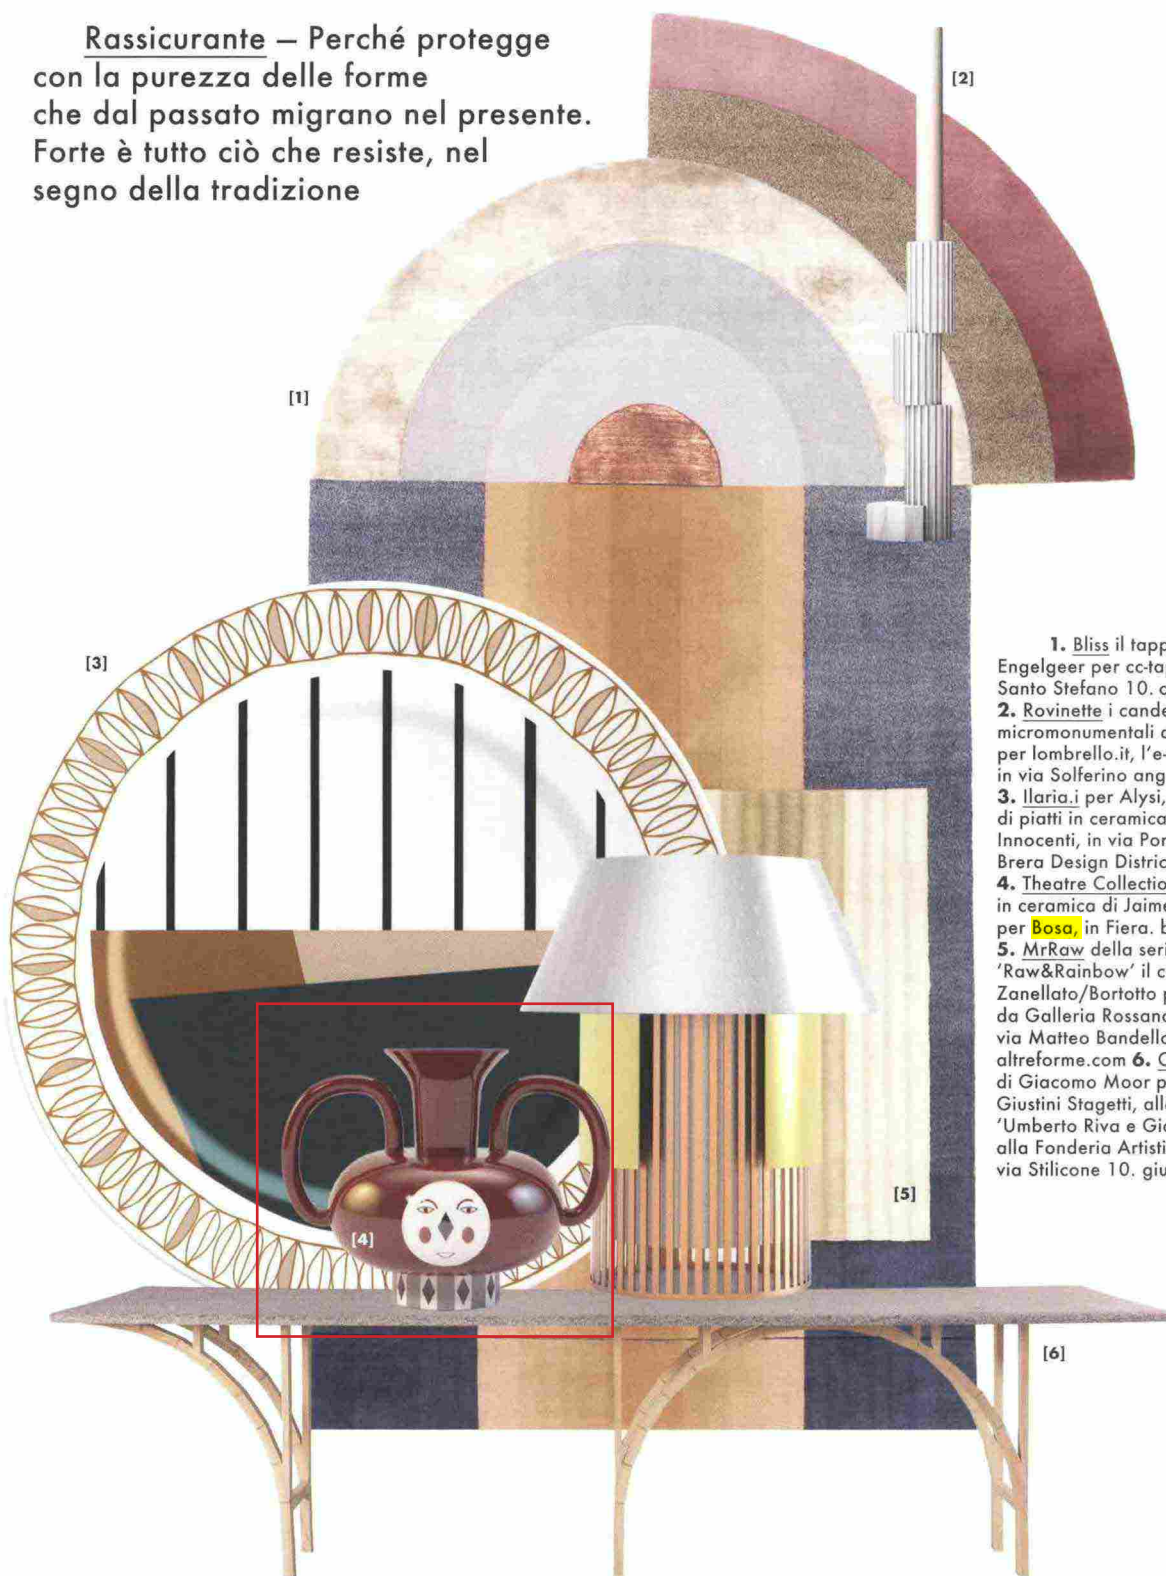 Rassicurante – Perché protegge
con la purezza delle forme
che dal passato migrano nel presente.
Forte è tutto ciò che resiste, nel
segno della tradizione
[2]
[1]
[3]
1. Bliss il tapp
Engelgeer per cc-ta
Santo Stefano 10. c
2. Rovinette i cande
micromonumentali
per lombrello.it, l'e-
in via Solferino ang
3. Ilaria.i per Alysi,
di piatti in ceramica
Innocenti, in via Por
Brera Design Distric
4. Theatre Collectio
in ceramica di Jaime
per Bosa, in Fiera. b
5. MrRaw della seri
'Raw&Rainbow' il c
Zanellato/Bortotto p
da Galleria Rossana
via Matteo Bandello
altreforme.com 6.
di Giacomo Moor p
Giustini Stagetti, all
'Umberto Riva e Gia
alla Fonderia Artisti
via Stilicone 10. giu
[5]
[4]
[6]